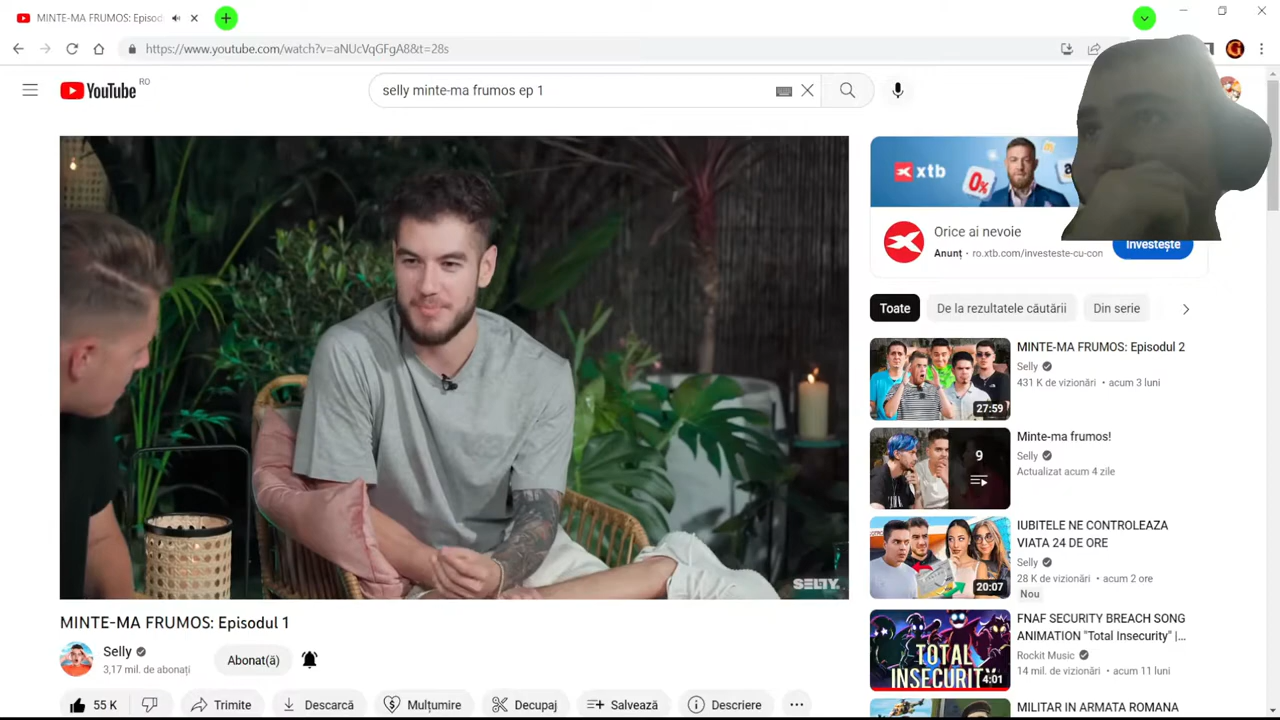 MINTE-MA FRUMOS: Episod
https://www.youtube.com/watch?v=aNUcVqGFgA8&t=28s
G
YouTube RO
selly minte-ma frumos ep 1
xtb
0%
Orice ai nevoie
Anunț · ro.xtb.com/investeste-cu-con
Investește
Toate
De la rezultatele căutării
Din serie
MINTE-MA FRUMOS: Episodul 2
Selly
431 K de vizionări • acum 3 luni
27:59
Minte-ma frumos!
Selly
Actualizat acum 4 zile
9
IUBITELE NE CONTROLEAZA
VIATA 24 DE ORE
Selly
28 K de vizionări • acum 2 ore
Nou
20:07
FNAF SECURITY BREACH SONG
ANIMATION "Total Insecurity" |...
Rockit Music
14 mil. de vizionări • acum 11 luni
TOTAL
INSECURITY
4:01
MILITAR IN ARMATA ROMANA
SELLY.
MINTE-MA FRUMOS: Episodul 1
Selly
3,17 mil. de abonați
Abonat(ă)
55 K
Trimite
Descarcă
Mulțumire
Decupaj
Salvează
Descriere